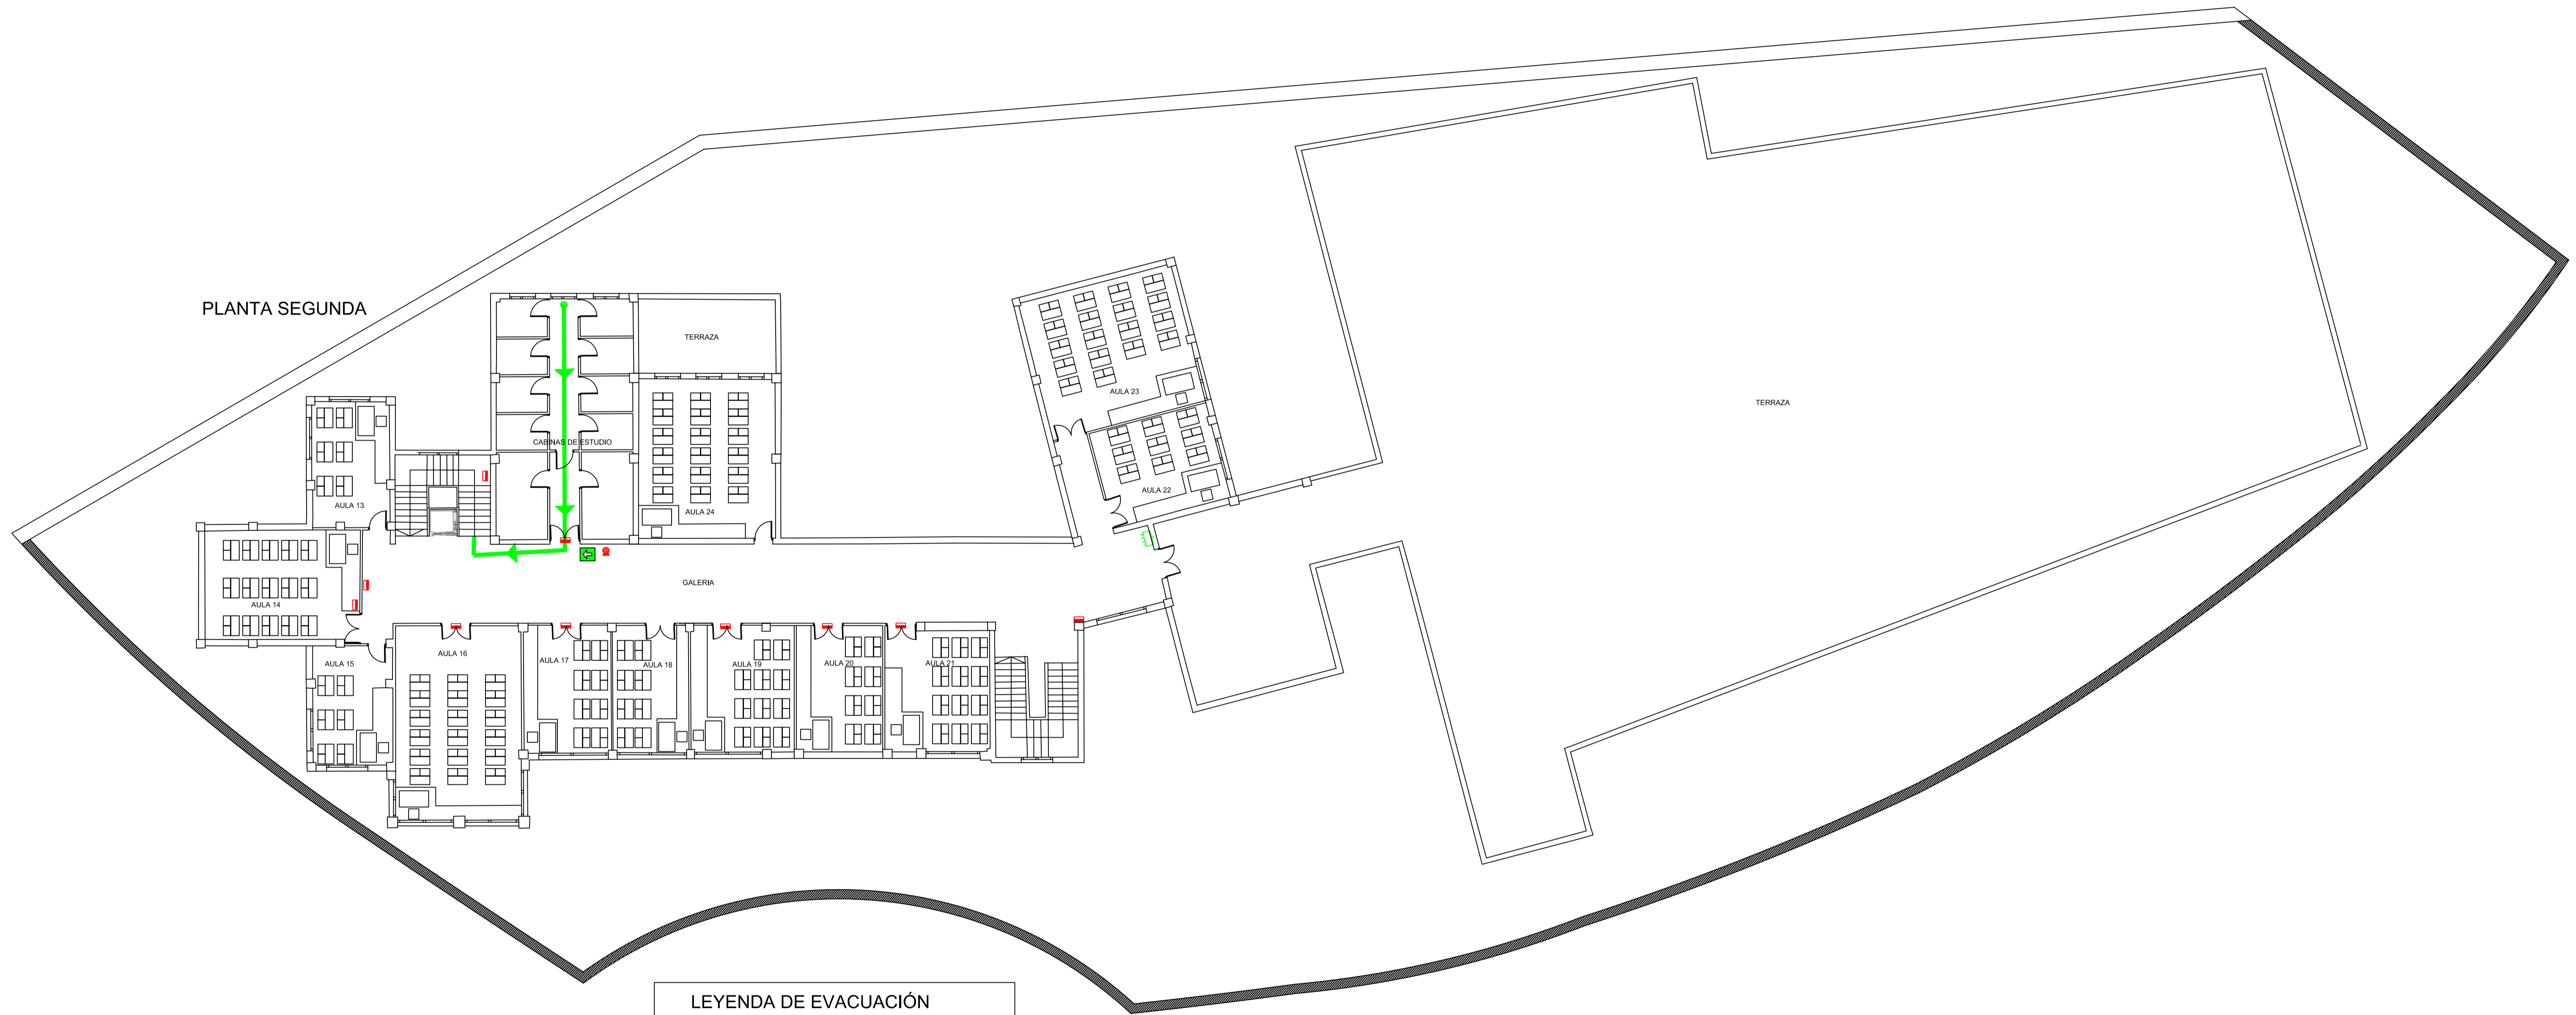 PLANTA SEGUNDA
TERRAZA
CABINAS DE ESTUDIO
AULA 13
AULA 24
AULA 23
AULA 22
TERRAZA
GALERIA
AULA 14
AULA 15
AULA 16
AULA 17
AULA 18
AULA 19
AULA 20
AULA 21
LEYENDA DE EVACUACIÓN